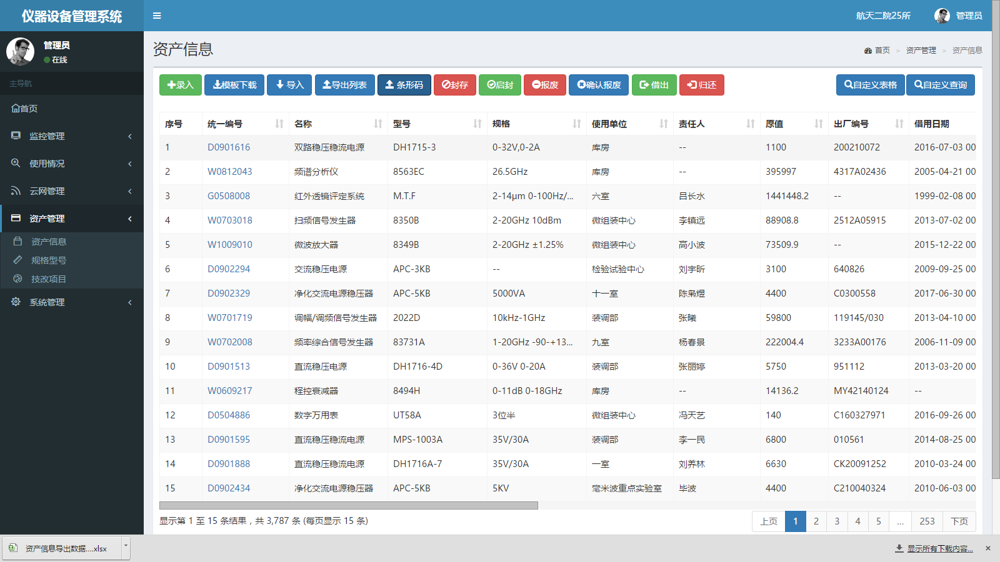 仪器设备管理系统
航天二院25所 管理员
管理员
在线
主导航
首页
监控管理
使用情况
云网管理
资产管理
资产信息
规格型号
技改项目
系统管理
资产信息
首页 > 资产管理 > 资产信息
录入 模板下载 导入 导出列表 条形码 封存 启封 报废 确认报废 借出 归还 自定义表格 自定义查询
序号 统一编号 名称 型号 规格 使用单位 责任人 原值 出厂编号 借用日期
1 D0901616 双路稳压稳流电源 DH1715-3 0-32V,0-2A 库房 -- 1100 200210072 2016-07-03 00
2 W0812043 频谱分析仪 8563EC 26.5GHz 库房 -- 395997 4317A02436 2005-04-21 00
3 G0508008 红外透镜评定系统 M.T.F 2-14μm 0-100Hz/... 六室 吕长水 1441448.2 -- 1999-02-08 00
4 W0703018 扫频信号发生器 8350B 2-20GHz 10dBm 微组装中心 李镇远 88908.8 2512A05915 2013-07-02 00
5 W1009010 微波放大器 8349B 2-20GHz ±1.25% 微组装中心 高小波 73509.9 -- 2015-12-22 00
6 D0902294 交流稳压电源 APC-3KB -- 检验试验中心 刘宇昕 3100 640826 2009-09-25 00
7 D0902329 净化交流电源稳压器 APC-5KB 5000VA 十一室 陈枭煜 4400 C0300558 2017-06-30 00
8 W0701719 调幅/调频信号发生器 2022D 10kHz-1GHz 装调部 张曦 59800 119145/030 2013-04-10 00
9 W0702008 频率综合信号发生器 83731A 1-20GHz -90-+13... 九室 杨春景 222004.4 3233A00176 2006-11-09 00
10 D0901513 直流稳压电源 DH1716-4D 0-36V 0-20A 装调部 张丽婷 5750 951112 2013-03-20 00
11 W0609217 程控衰减器 8494H 0-11dB 0-18GHz 库房 -- 14136.2 MY42140124 --
12 D0504886 数字万用表 UT58A 3位半 微组装中心 冯天艺 140 C160327971 2016-09-26 00
13 D0901595 直流稳压稳流电源 MPS-1003A 35V/30A 装调部 李一民 6800 010561 2014-08-25 00
14 D0901888 直流稳压稳流电源 DH1716A-7 35V/30A 一室 刘养林 6630 CK20091252 2010-03-24 00
15 D0902434 净化交流电源稳压器 APC-5KB 5KV 毫米波重点实验室 毕波 4400 C210040324 2010-06-03 00
显示第 1 至 15 条结果，共 3,787 条 (每页显示 15 条)
上页 1 2 3 4 5 ... 253 下页
资产信息导出数据....xlsx
显示所有下载内容...